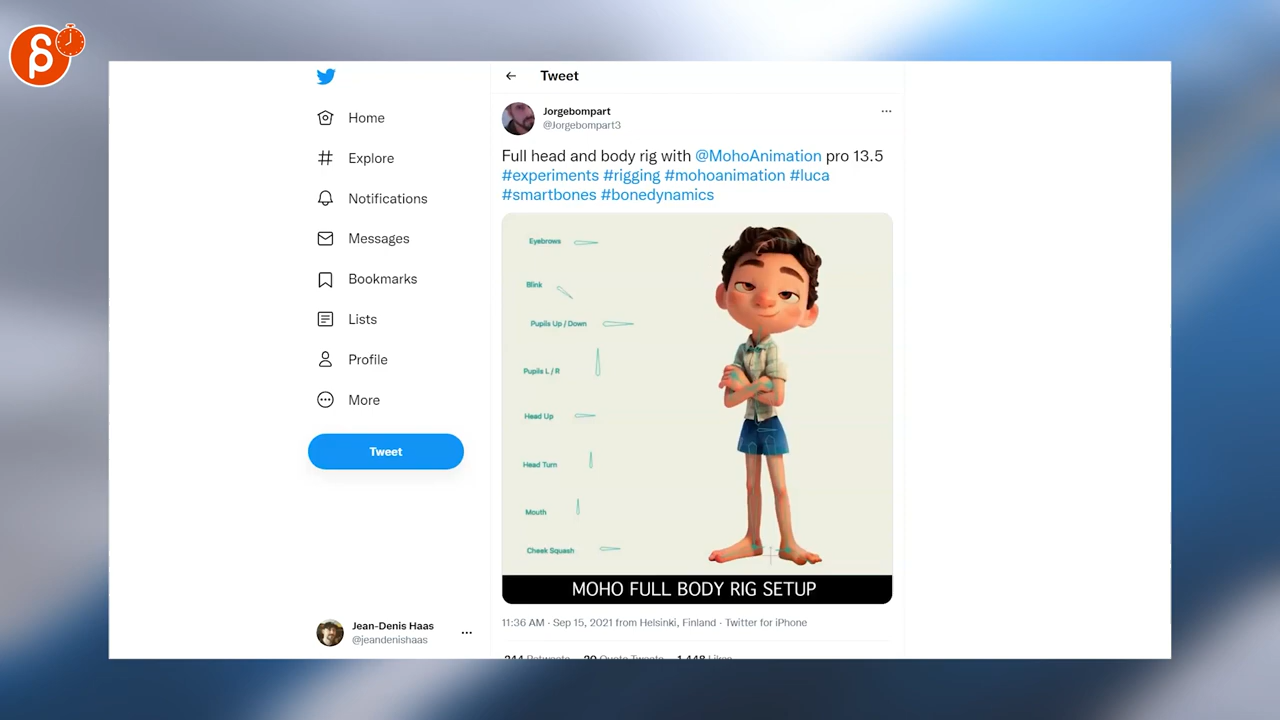 Home
Explore
Notifications
Messages
Bookmarks
Lists
Profile
More
Tweet
Jean-Denis Haas
@jeandenishaas
Tweet
Jorgebompart
@Jorgebompart3
Full head and body rig with @MohoAnimation pro 13.5
#experiments #rigging #mohoanimation #luca
#smartbones #bonedynamics
Eyebrows
Blink
Pupils Up / Down
Pupils L / R
Head Up
Head Turn
Mouth
Cheek Squash
MOHO FULL BODY RIG SETUP
11:36 AM · Sep 15, 2021 from Helsinki, Finland · Twitter for iPhone
Retweets Quote Tweets Likes